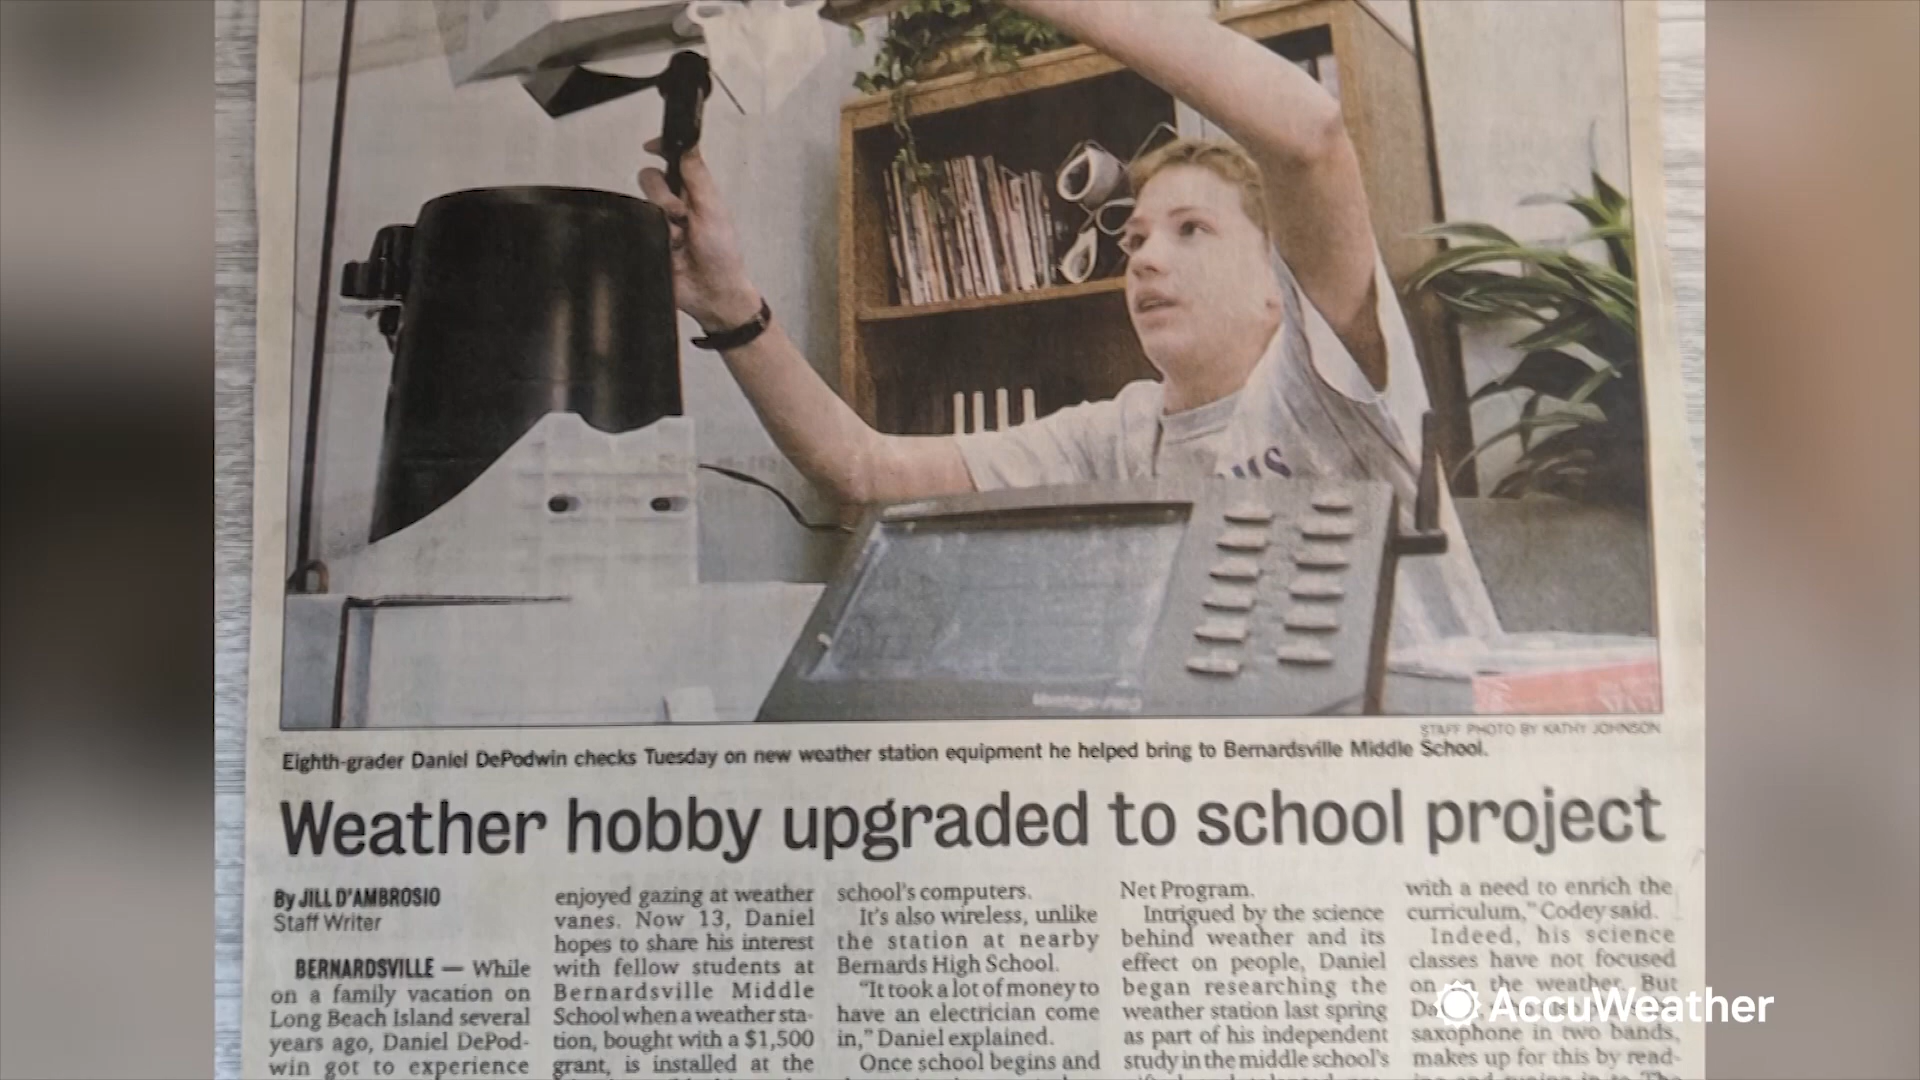 STAFF PHOTO BY KATHY JOHNSON
Eighth-grader Daniel DePodwin checks Tuesday on new weather station equipment he helped bring to Bernardsville Middle School.
Weather hobby upgraded to school project
By JILL D'AMBROSIO
Staff Writer
BERNARDSVILLE — While
on a family vacation on
Long Beach Island several
years ago, Daniel DePod-
win got to experience
enjoyed gazing at weather
vanes. Now 13, Daniel
hopes to share his interest
with fellow students at
Bernardsville Middle
School when a weather sta-
tion, bought with a $1,500
grant, is installed at the
school's computers.
It's also wireless, unlike
the station at nearby
Bernards High School.
"It took a lot of money to
have an electrician come
in," Daniel explained.
Once school begins and
Net Program.
Intrigued by the science
behind weather and its
effect on people, Daniel
began researching the
weather station last spring
as part of his independent
study in the middle school's
with a need to enrich the
curriculum," Codey said.
Indeed, his science
classes have not focused
on the weather. But
saxophone in two bands,
makes up for this by read-
AccuWeather